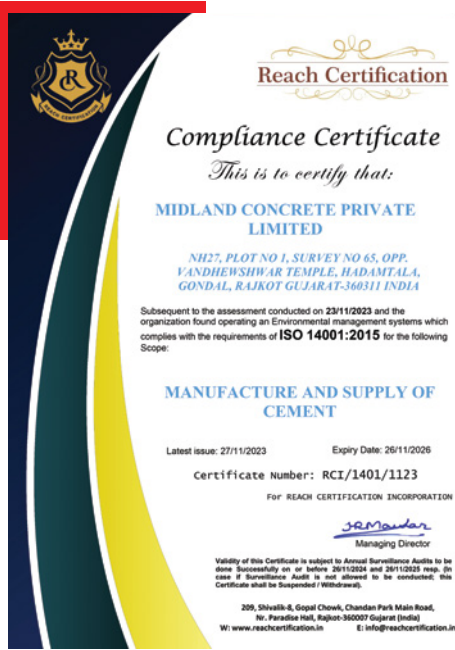 CR
REACH CERTIFICATION
Reach Certification
Compliance Certificate
This is to certify that:
MIDLAND CONCRETE PRIVATE
LIMITED
NH27, PLOT NO 1, SURVEY NO 65, OPP.
VANDHEWSHWAR TEMPLE, HADAMTALA,
GONDAL, RAJKOT GUJARAT-360311 INDIA
Subsequent to the assessment conducted on 23/11/2023 and the
organization found operating an Environmental management systems which
complies with the requirements of ISO 14001:2015 for the following
Scope:
MANUFACTURE AND SUPPLY OF
CEMENT
Latest issue: 27/11/2023 Expiry Date: 26/11/2026
Certificate Number: RCI/1401/1123
For REACH CERTIFICATION INCORPORATION
Managing Director
Validity of this Certificate is subject to Annual Surveillance Audits to be
done Successfully on or before 26/11/2024 and 26/11/2025 resp. (In
case if Surveillance Audit is not allowed to be conducted; this
Certificate shall be Suspended / Withdrawal).
209, Shivalik-8, Gopal Chowk, Chandan Park Main Road,
Nr. Paradise Hall, Rajkot-360007 Gujarat (India)
W: www.reachcertification.in E: info@reachcertification.in